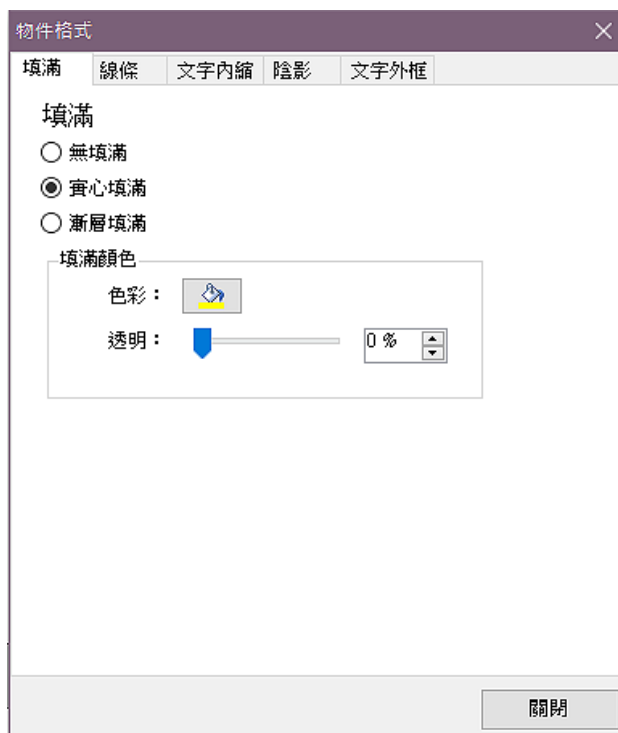 物件格式
填滿 線條 文字內縮 陰影 文字外框
填滿
無填滿
實心填滿
漸層填滿
填滿顏色
色彩：
透明： 0 %
關閉